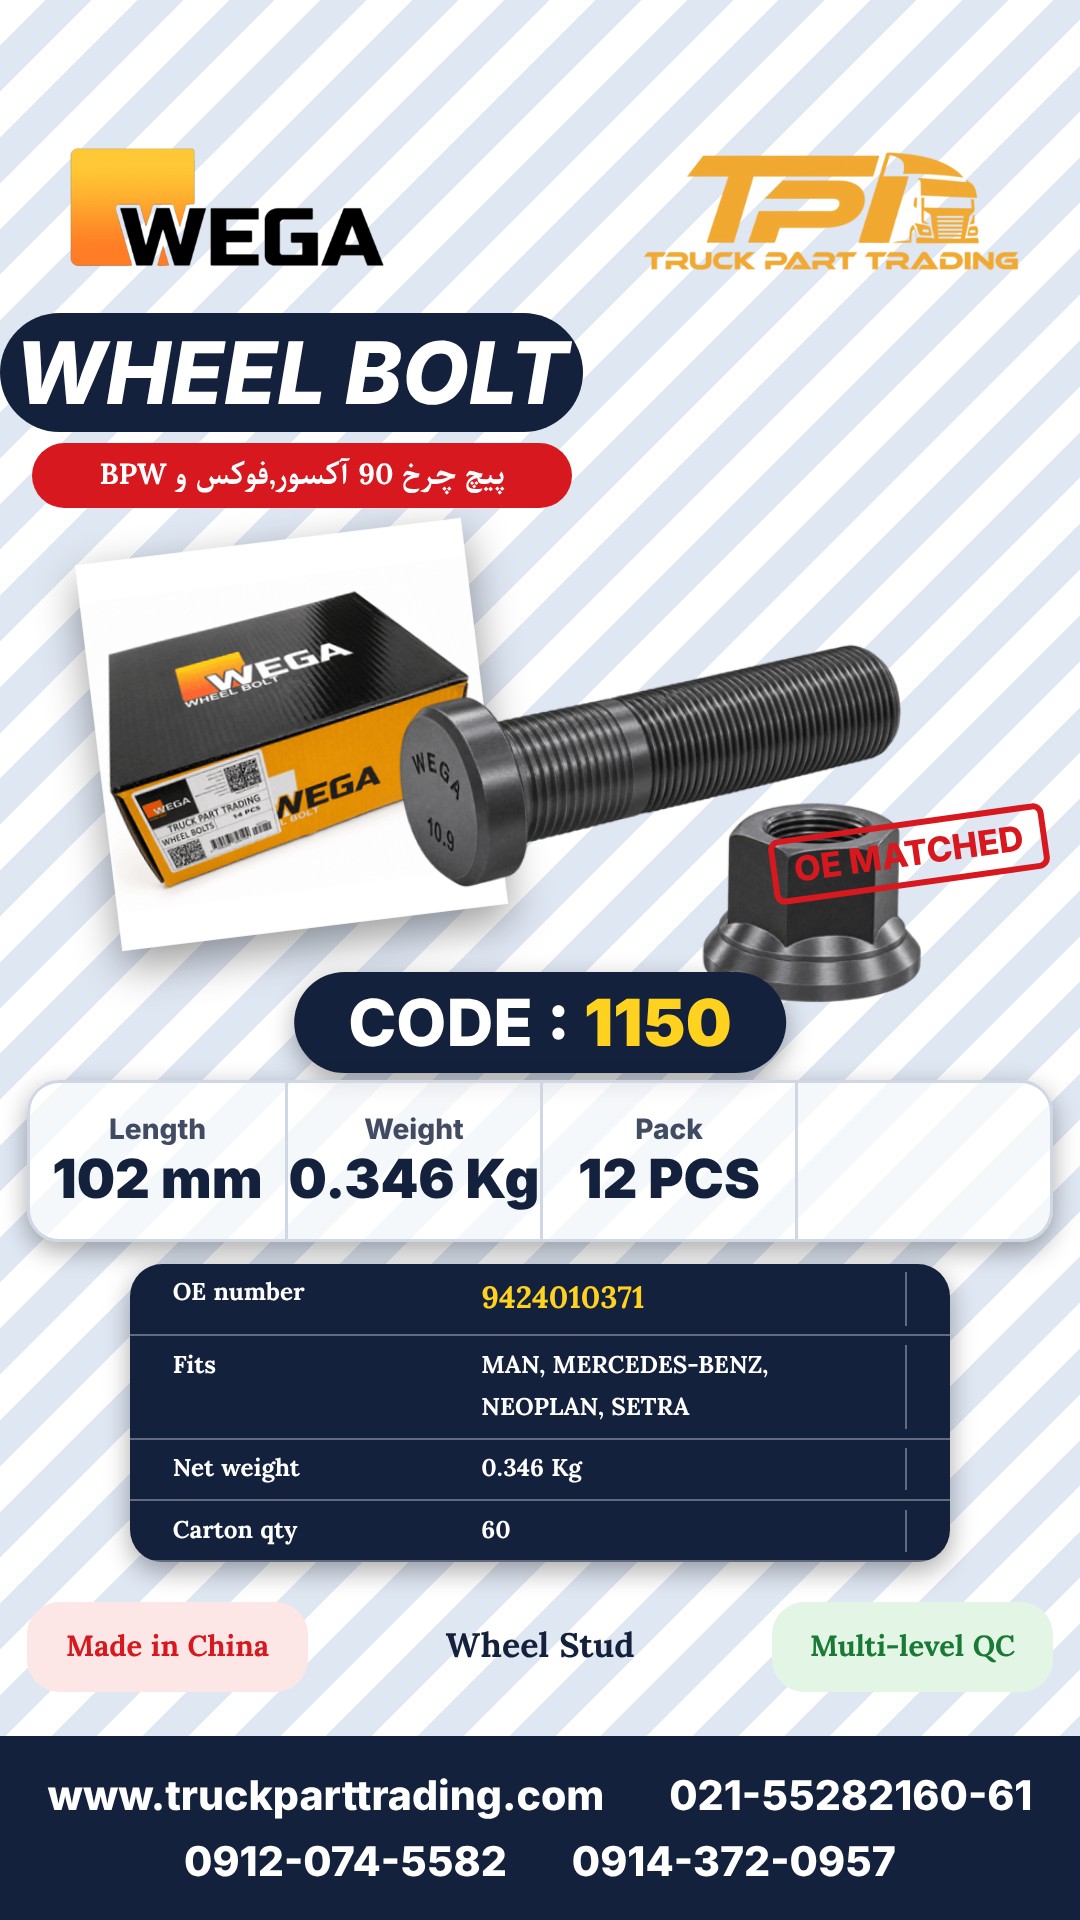 WEGA
TPT
TRUCK PART TRADING
WHEEL BOLT
پیچ چرخ 90 آکسور,فوکس و BPW
WEGA
WHEEL BOLT
WEGA
WEGA
TRUCK PART TRADING
WHEEL BOLTS 14 PCS
WEGA
10.9
OE MATCHED
CODE : 1150
Length Weight Pack
102 mm 0.346 Kg 12 PCS
OE number 9424010371
Fits MAN, MERCEDES-BENZ,
NEOPLAN, SETRA
Net weight 0.346 Kg
Carton qty 60
Made in China Wheel Stud Multi-level QC
www.truckparttrading.com 021-55282160-61
0912-074-5582 0914-372-0957